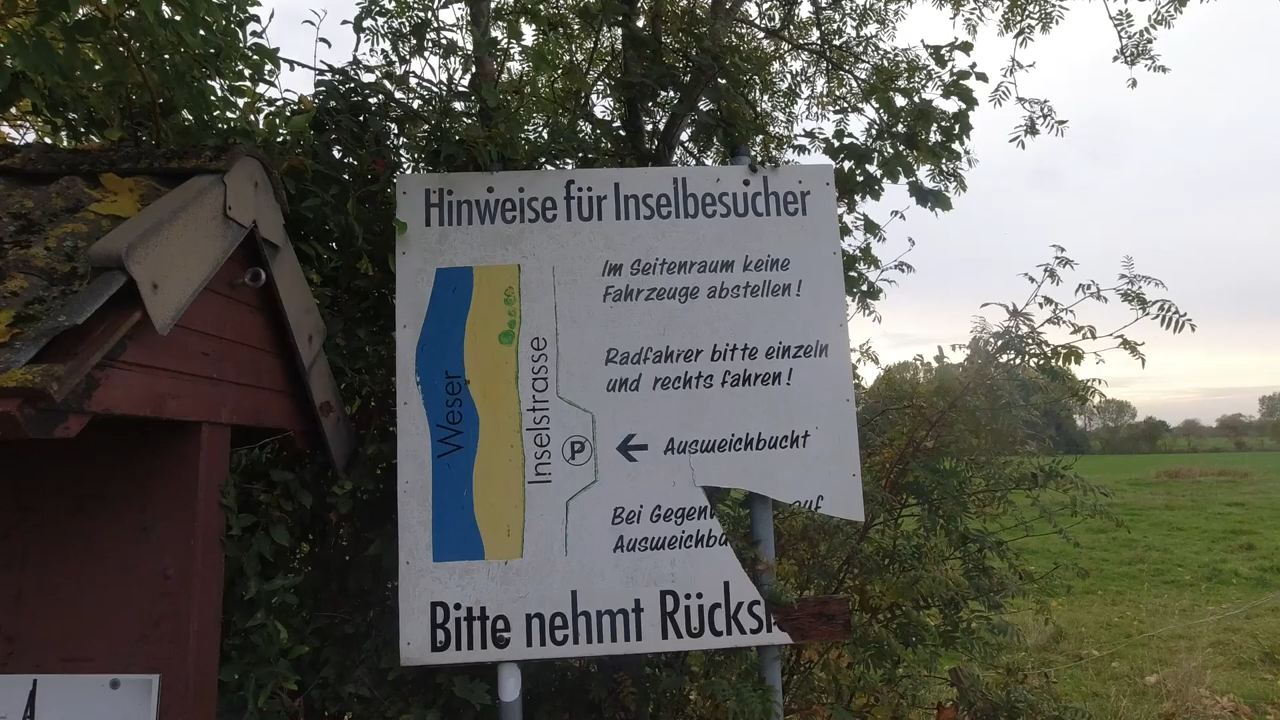 Hinweise für Inselbesucher
Im Seitenraum keine
Fahrzeuge abstellen!
Radfahrer bitte einzeln
und rechts fahren!
Weser
Inselstrasse
P
Ausweichbucht
Bei Gegen
Ausweichbu
Bitte nehmt Rücks